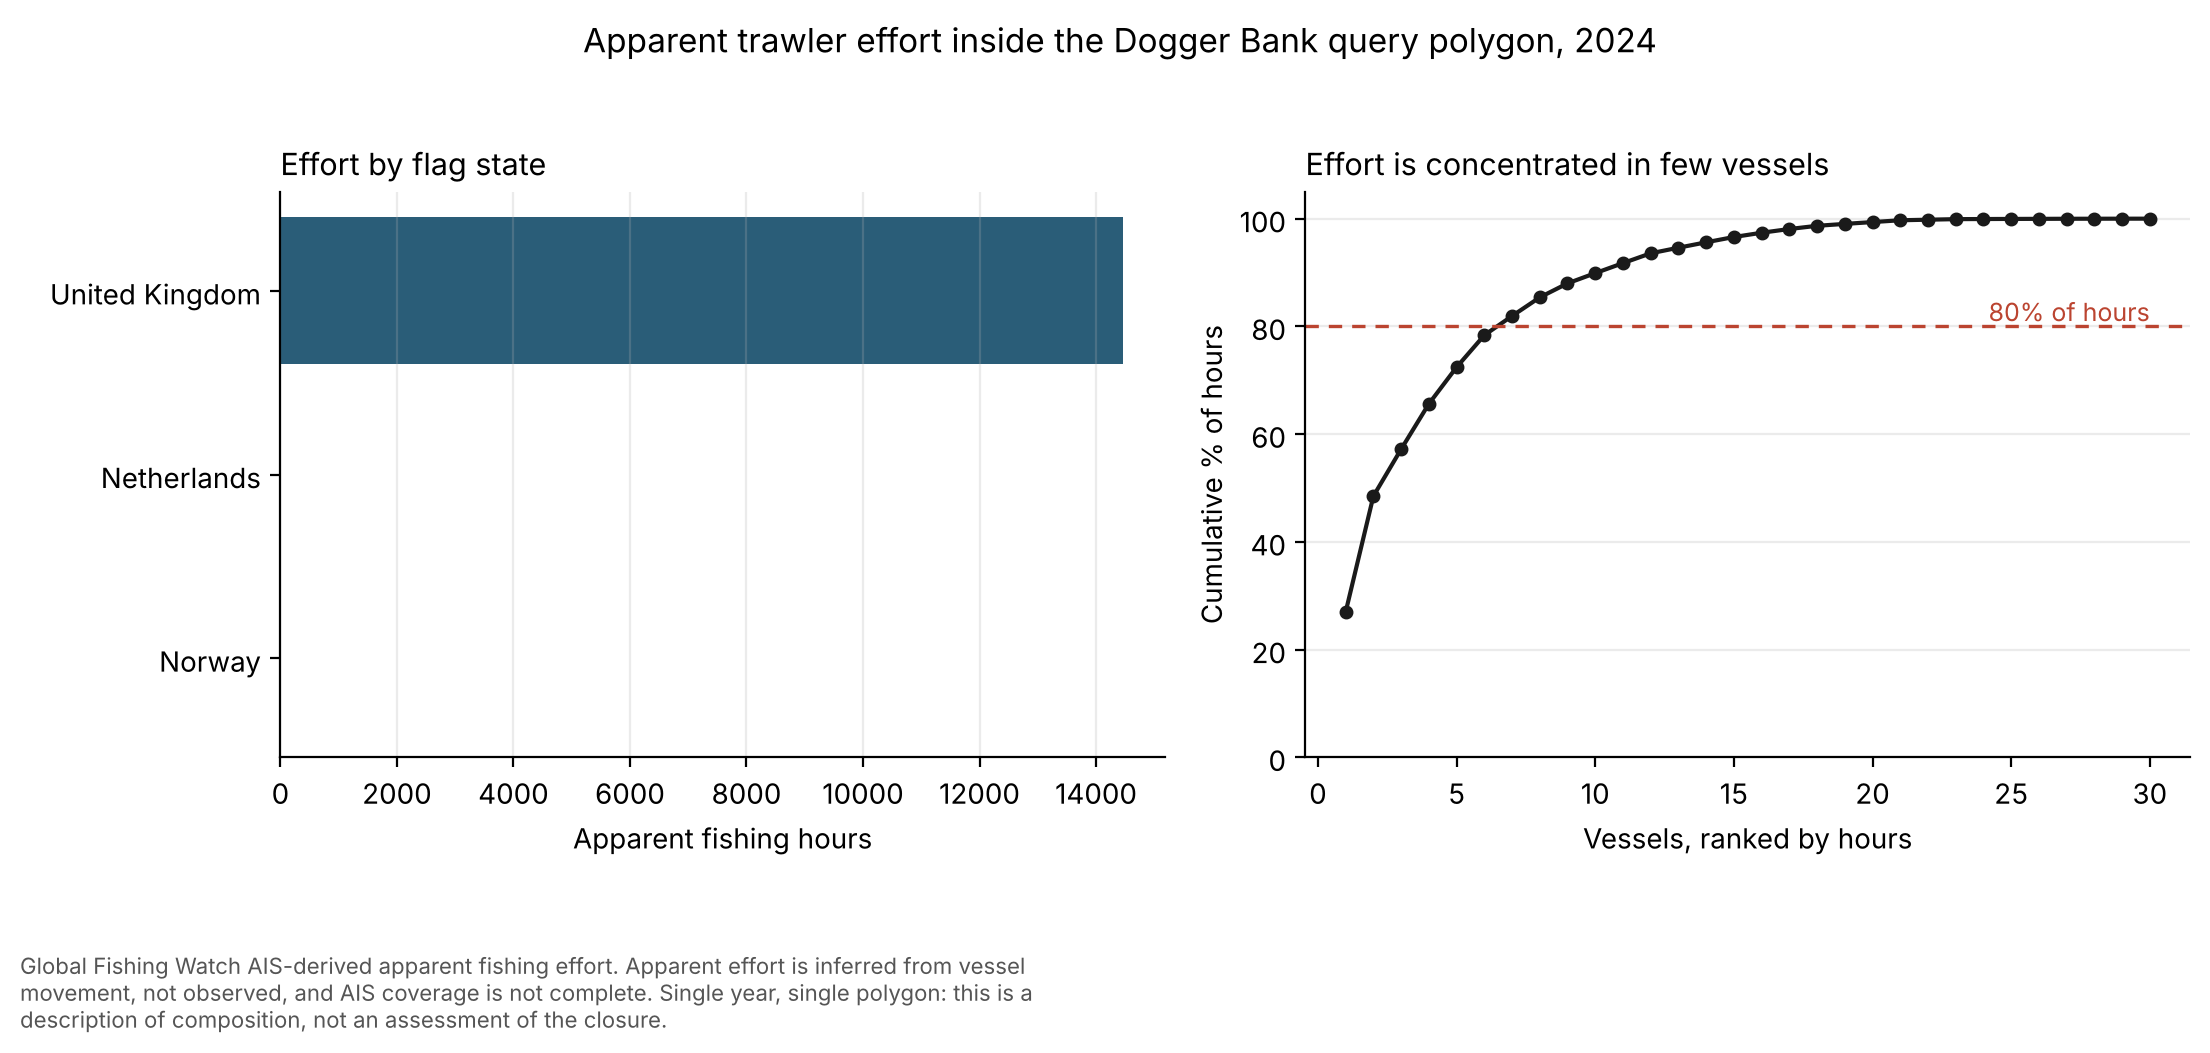 Apparent trawler effort inside the Dogger Bank query polygon, 2024
Effort by flag state
United Kingdom
Netherlands
Norway
0 2000 4000 6000 8000 10000 12000 14000
Apparent fishing hours
Effort is concentrated in few vessels
Cumulative % of hours
100
80
60
40
20
0
80% of hours
0 5 10 15 20 25 30
Vessels, ranked by hours
Global Fishing Watch AIS-derived apparent fishing effort. Apparent effort is inferred from vessel
movement, not observed, and AIS coverage is not complete. Single year, single polygon: this is a
description of composition, not an assessment of the closure.